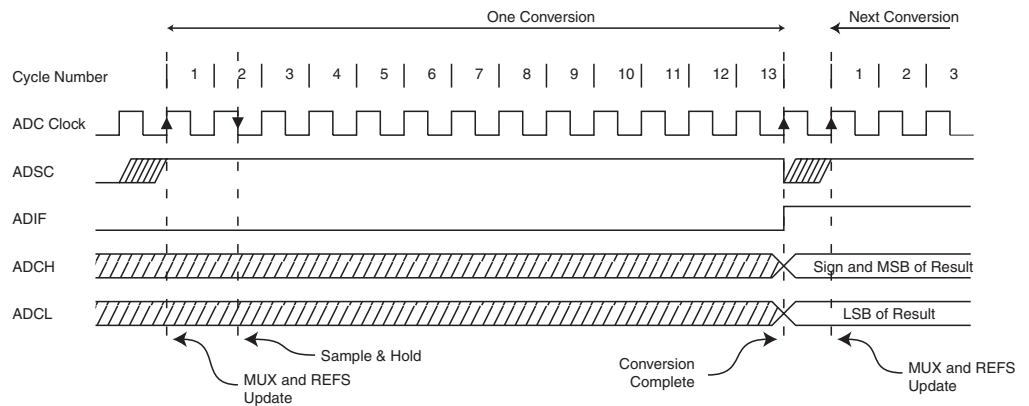 One Conversion
Next Conversion
Cycle Number
1 2 3 4 5 6 7 8 9 10 11 12 13 1 2 3
ADC Clock
ADSC
ADIF
ADCH
Sign and MSB of Result
ADCL
LSB of Result
Sample & Hold
MUX and REFS
Update
Conversion
Complete
MUX and REFS
Update